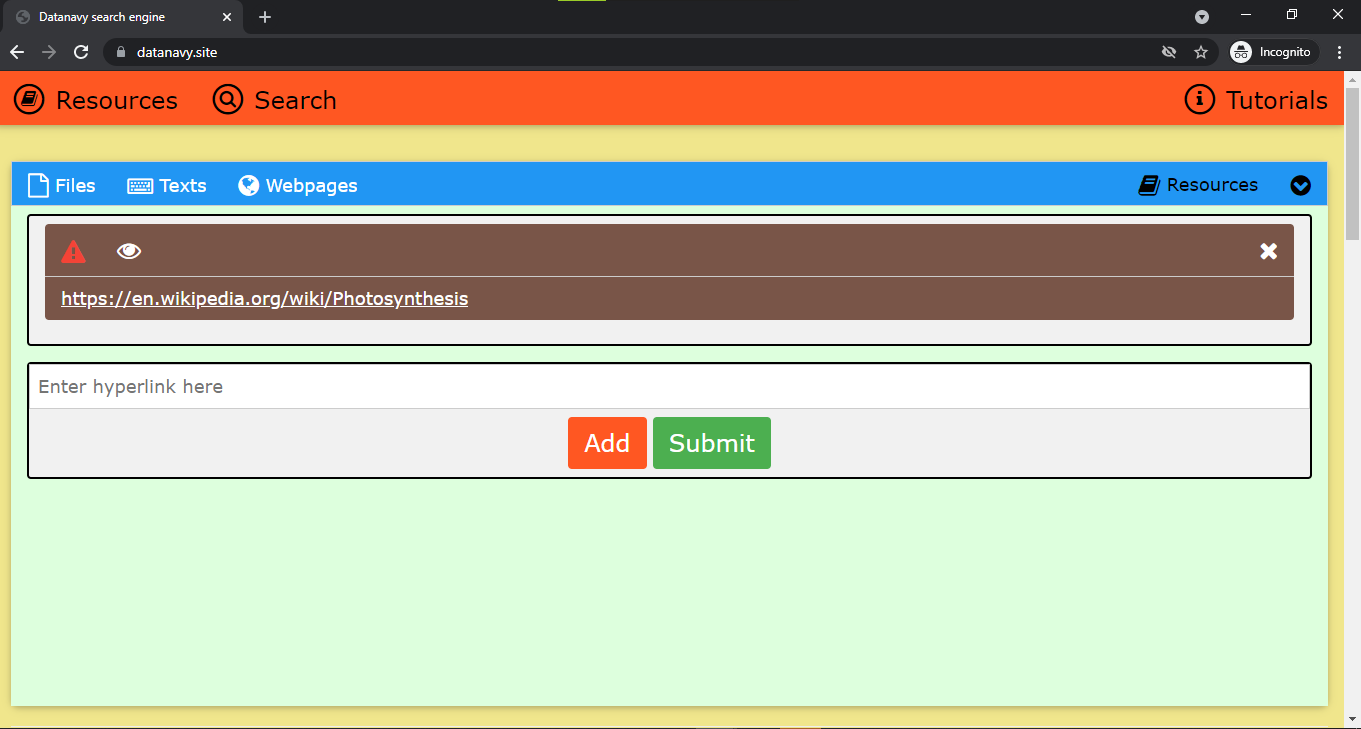 Datanavy search engine
datanavy.site
Incognito
Resources Search Tutorials
Files Texts Webpages Resources
https://en.wikipedia.org/wiki/Photosynthesis
Enter hyperlink here
Add Submit